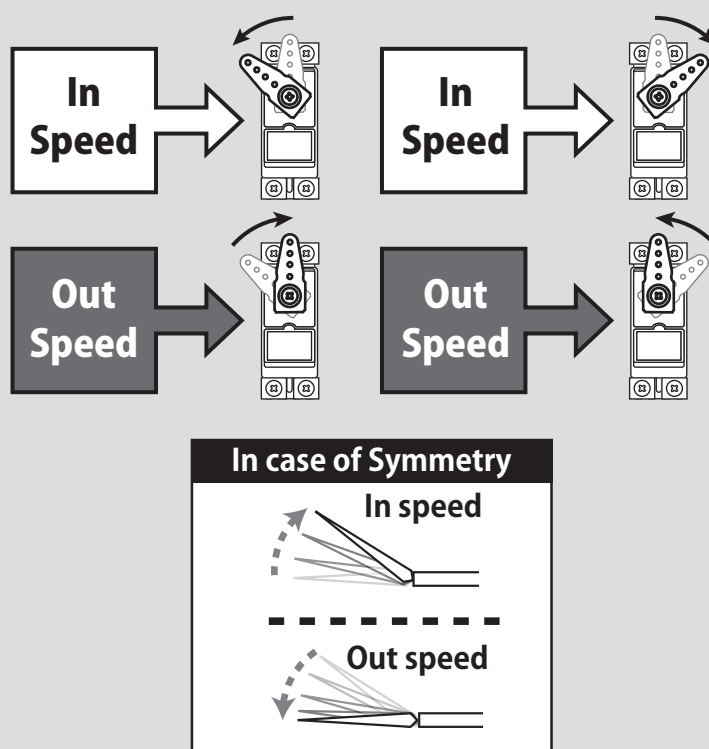 In
Speed
In
Speed
Out
Speed
Out
Speed
In case of Symmetry
In speed
Out speed